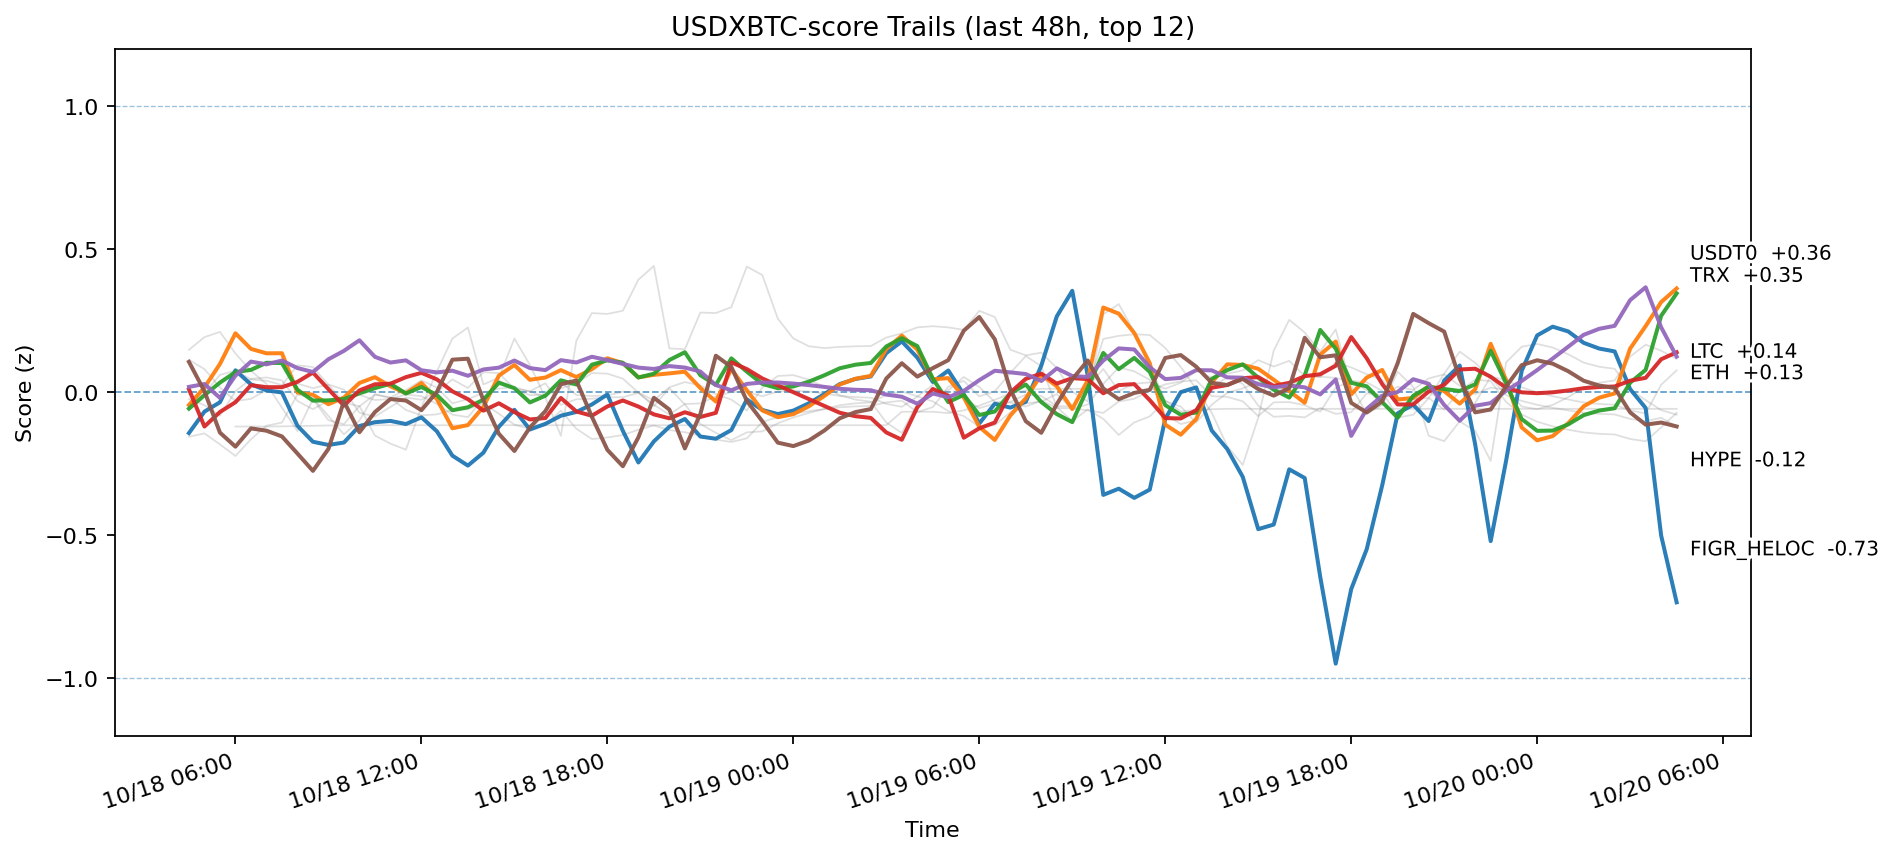 USDXBTC-score Trails (last 48h, top 12)
1.0
0.5
0.0
−0.5
−1.0
Score (z)
USDT0 +0.36
TRX +0.35
LTC +0.14
ETH +0.13
HYPE -0.12
FIGR_HELOC -0.73
10/18 06:00
10/18 12:00
10/18 18:00
10/19 00:00
10/19 06:00
10/19 12:00
10/19 18:00
10/20 00:00
10/20 06:00
Time